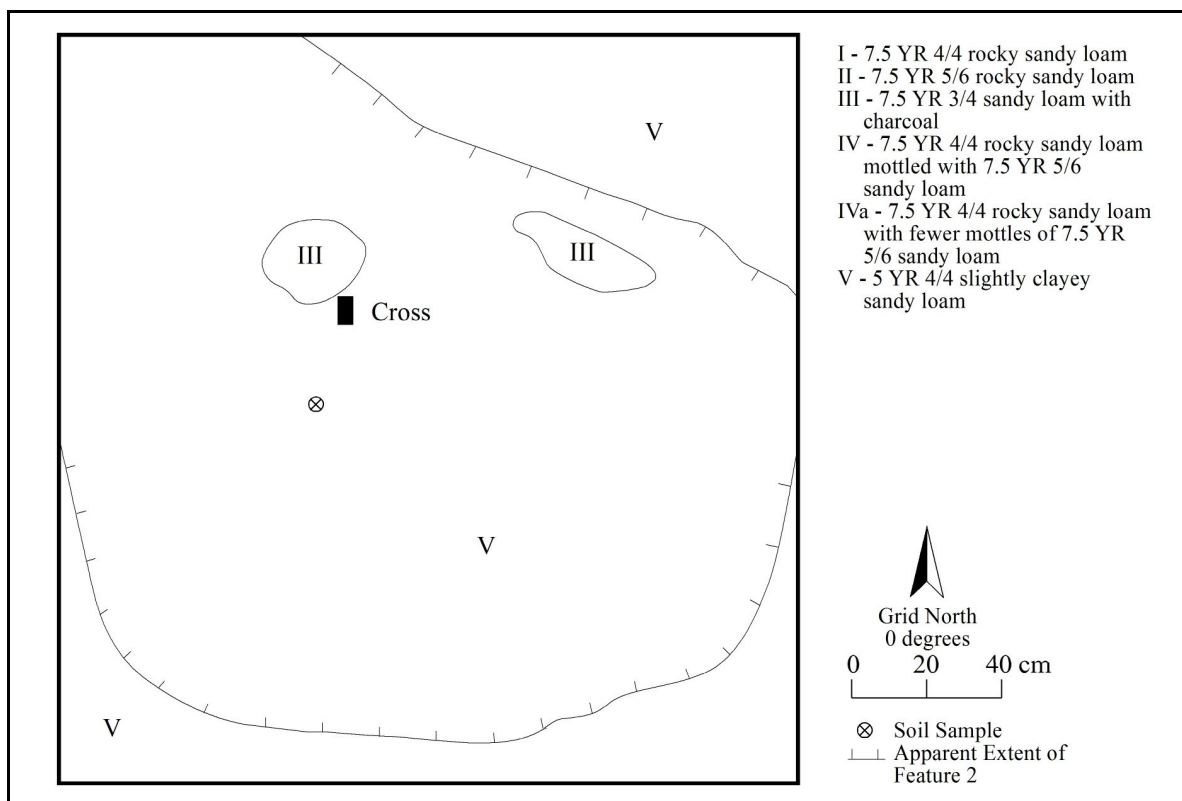 V
III
III
Cross
V
V
I - 7.5 YR 4/4 rocky sandy loam
II - 7.5 YR 5/6 rocky sandy loam
III - 7.5 YR 3/4 sandy loam with
charcoal
IV - 7.5 YR 4/4 rocky sandy loam
mottled with 7.5 YR 5/6
sandy loam
IVa - 7.5 YR 4/4 rocky sandy loam
with fewer mottles of 7.5 YR
5/6 sandy loam
V - 5 YR 4/4 slightly clayey
sandy loam
Grid North
0 degrees
0 20 40 cm
Soil Sample
Apparent Extent of
Feature 2